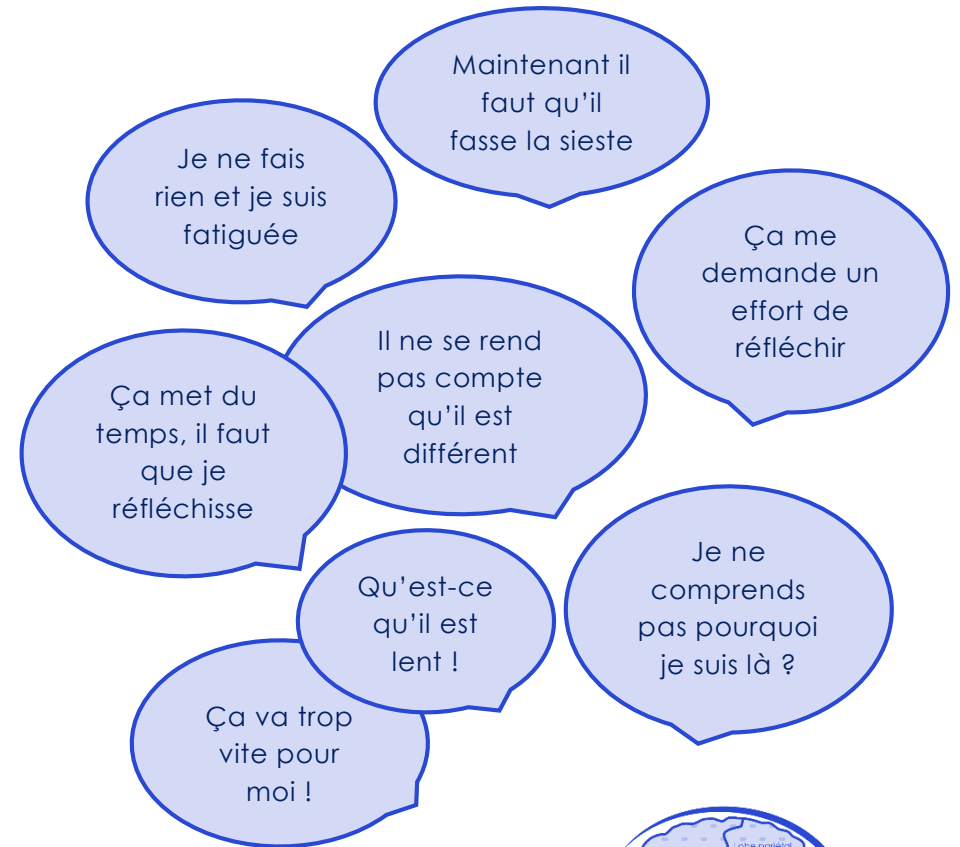 Maintenant il
faut qu'il
fasse la sieste
Je ne fais
rien et je suis
fatiguée
Ça me
demande un
effort de
réfléchir
Il ne se rend
pas compte
qu'il est
différent
Ça met du
temps, il faut
que je
réfléchisse
Je ne
comprends
pas pourquoi
je suis là ?
Qu'est-ce
qu'il est
lent !
Ça va trop
vite pour
moi !
Lobe pariétal